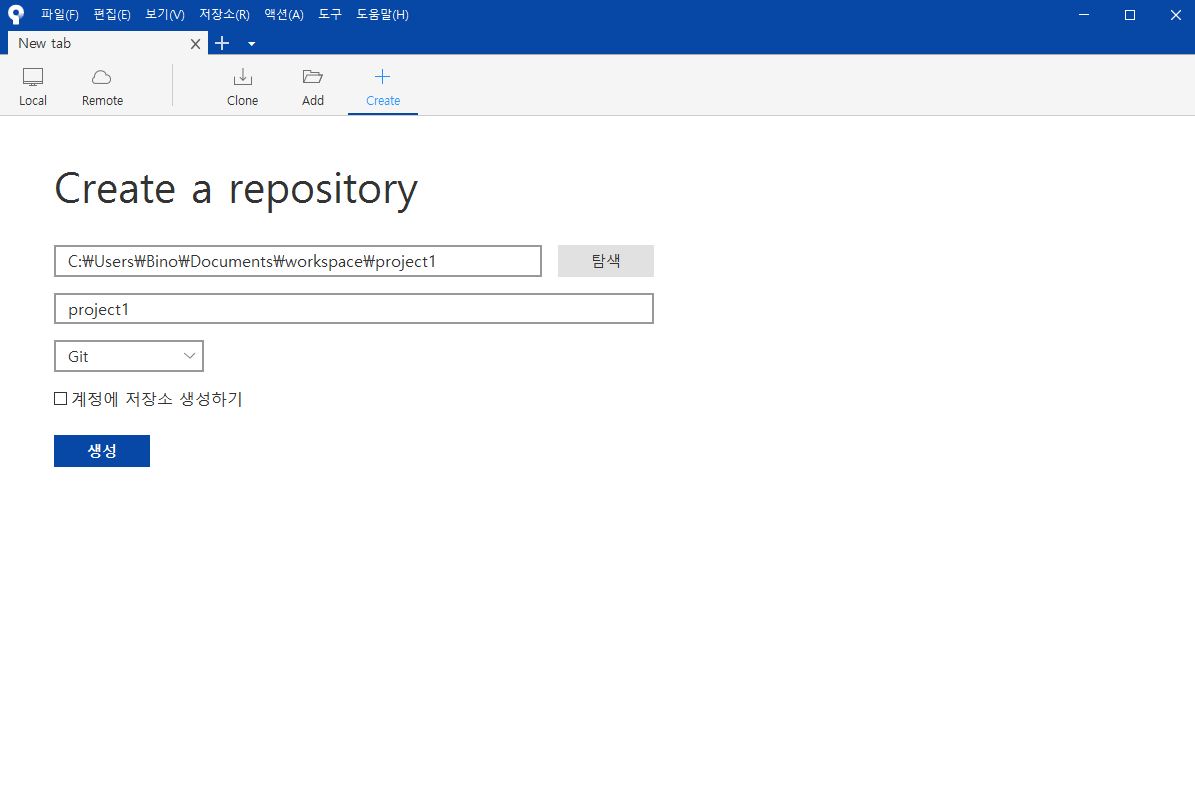 파일(F) 편집(E) 보기(V) 저장소(R) 액션(A) 도구 도움말(H)
New tab
Local Remote Clone Add Create
Create a repository
C:₩Users₩Bino₩Documents₩workspace₩project1 탐색
project1
Git
계정에 저장소 생성하기
생성